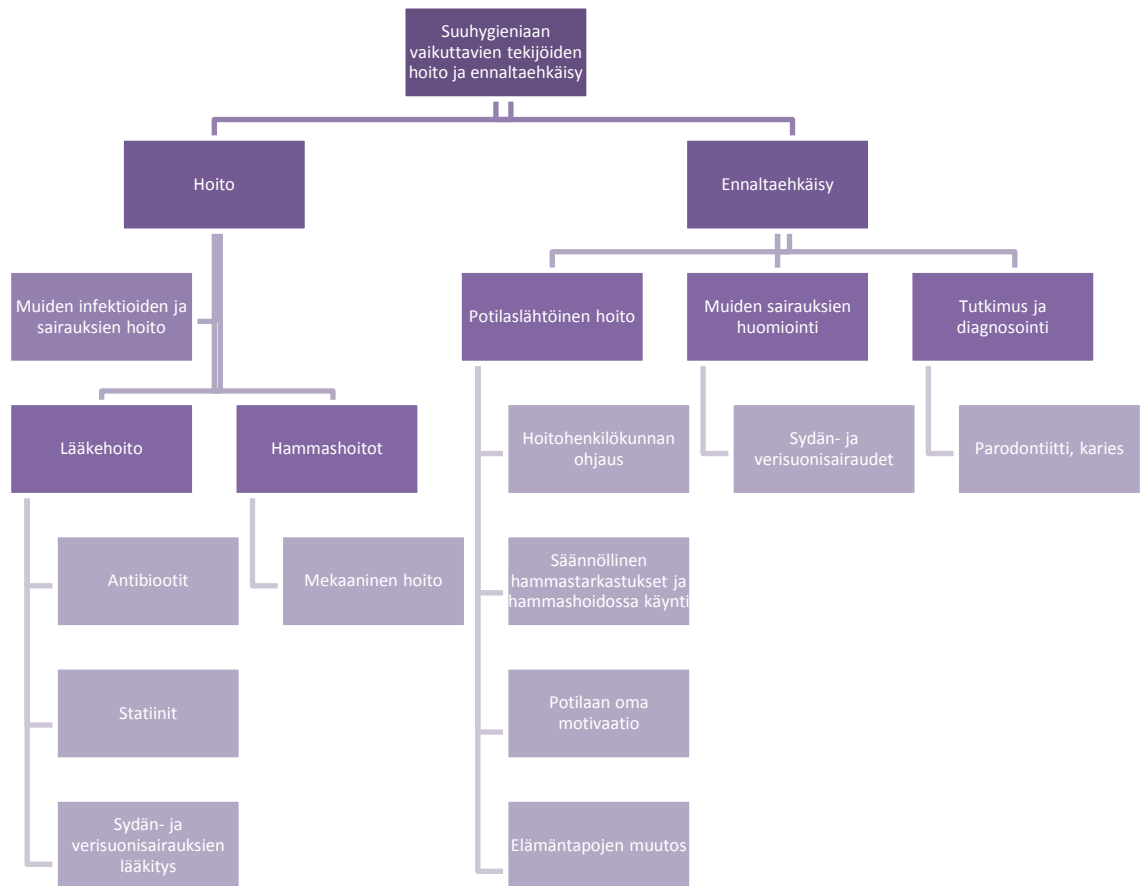 Suuhygieniaan
vaikuttavien tekijöiden
hoito ja ennaltaehkäisy
Hoito
Ennaltaehkäisy
Muiden infektioiden ja
sairauksien hoito
Potilaslähtöinen hoito
Muiden sairauksien
huomiointi
Tutkimus ja
diagnosointi
Lääkehoito
Hammashoitot
Hoitohenkilökunnan
ohjaus
Sydän- ja
verisuonisairaudet
Parodontiitti, karies
Antibiootit
Mekaaninen hoito
Säännöllinen
hammastarkastukset ja
hammashoidossa käynti
Statiinit
Potilaan oma
motivaatio
Sydän- ja
verisuonisairauksien
lääkitys
Elämäntapojen muutos